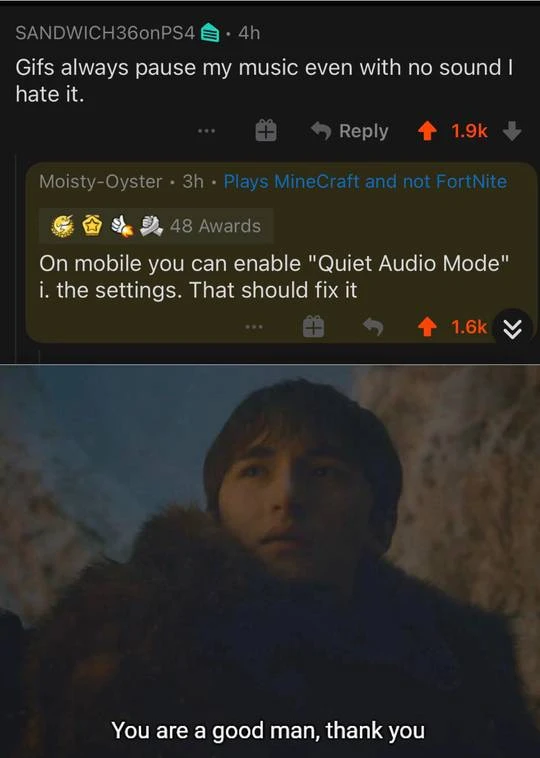 SANDWICH36onPS4 • 4h
Gifs always pause my music even with no sound I
hate it.
Reply 1.9k
Moisty-Oyster • 3h • Plays MineCraft and not FortNite
48 Awards
On mobile you can enable "Quiet Audio Mode"
i. the settings. That should fix it
1.6k
You are a good man, thank you